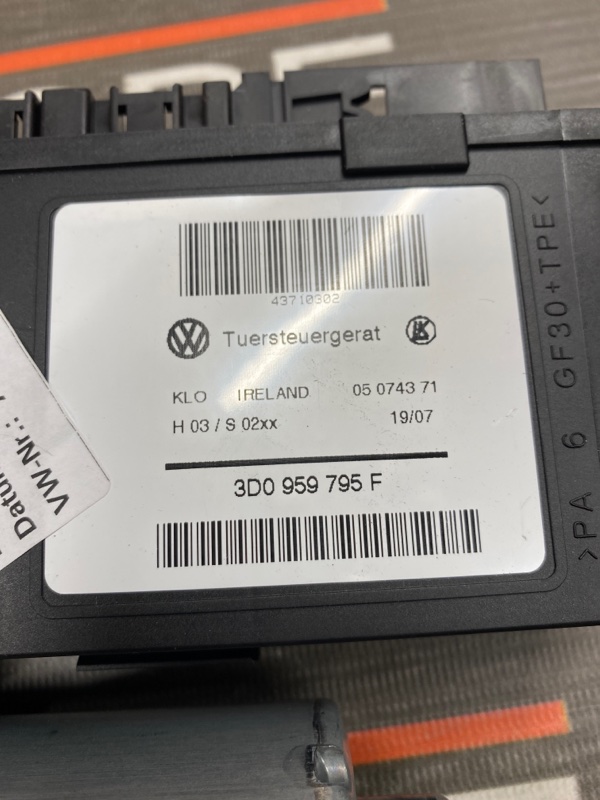 43710302
Tuersteuergerat
KLO IRELAND 05 0743 71
H 03 / S 02xx 19/07
3D0 959 795 F
>PA 6 GF30+TPE<
Datum
VW-Nr.: